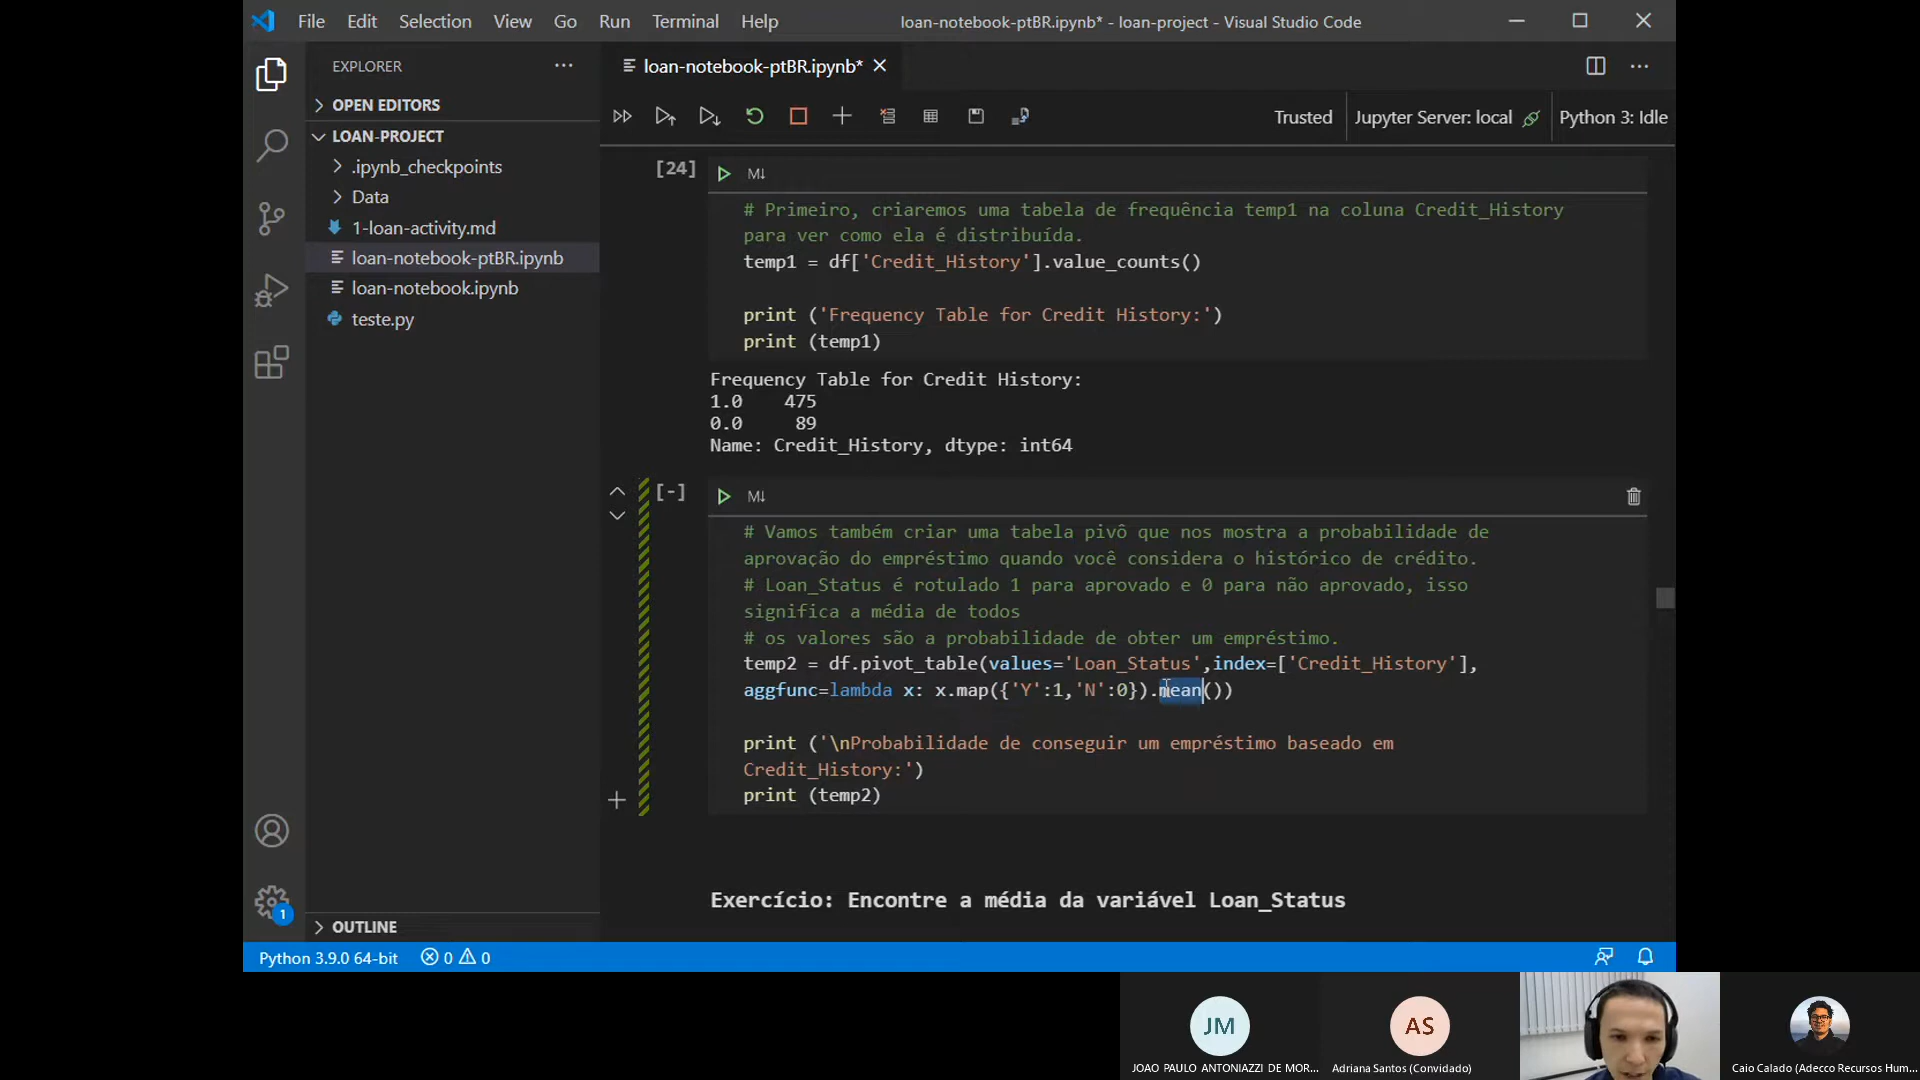 File Edit Selection View Go Run Terminal Help loan-notebook-ptBR.ipynb* - loan-project - Visual Studio Code
EXPLORER
loan-notebook-ptBR.ipynb*
OPEN EDITORS
LOAN-PROJECT
.ipynb_checkpoints
Data
1-loan-activity.md
loan-notebook-ptBR.ipynb
loan-notebook.ipynb
teste.py
OUTLINE
Trusted Jupyter Server: local Python 3: Idle
[24] M↓
# Primeiro, criaremos uma tabela de frequência temp1 na coluna Credit_History
para ver como ela é distribuída.
temp1 = df['Credit_History'].value_counts()
print ('Frequency Table for Credit History:')
print (temp1)
Frequency Table for Credit History:
1.0    475
0.0     89
Name: Credit_History, dtype: int64
[-] M↓
# Vamos também criar uma tabela pivô que nos mostra a probabilidade de
aprovação do empréstimo quando você considera o histórico de crédito.
# Loan_Status é rotulado 1 para aprovado e 0 para não aprovado, isso
significa a média de todos
# os valores são a probabilidade de obter um empréstimo.
temp2 = df.pivot_table(values='Loan_Status',index=['Credit_History'],
aggfunc=lambda x: x.map({'Y':1,'N':0}).mean())
print ('\nProbabilidade de conseguir um empréstimo baseado em
Credit_History:')
print (temp2)
Exercício: Encontre a média da variável Loan_Status
1
Python 3.9.0 64-bit 0 0
JM
AS
JOAO PAULO ANTONIAZZI DE MOR...
Adriana Santos (Convidado)
Caio Calado (Adecco Recursos Hum...